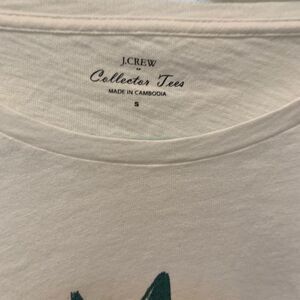 J.CREW
Collector Tees
MADE IN CAMBODIA
S